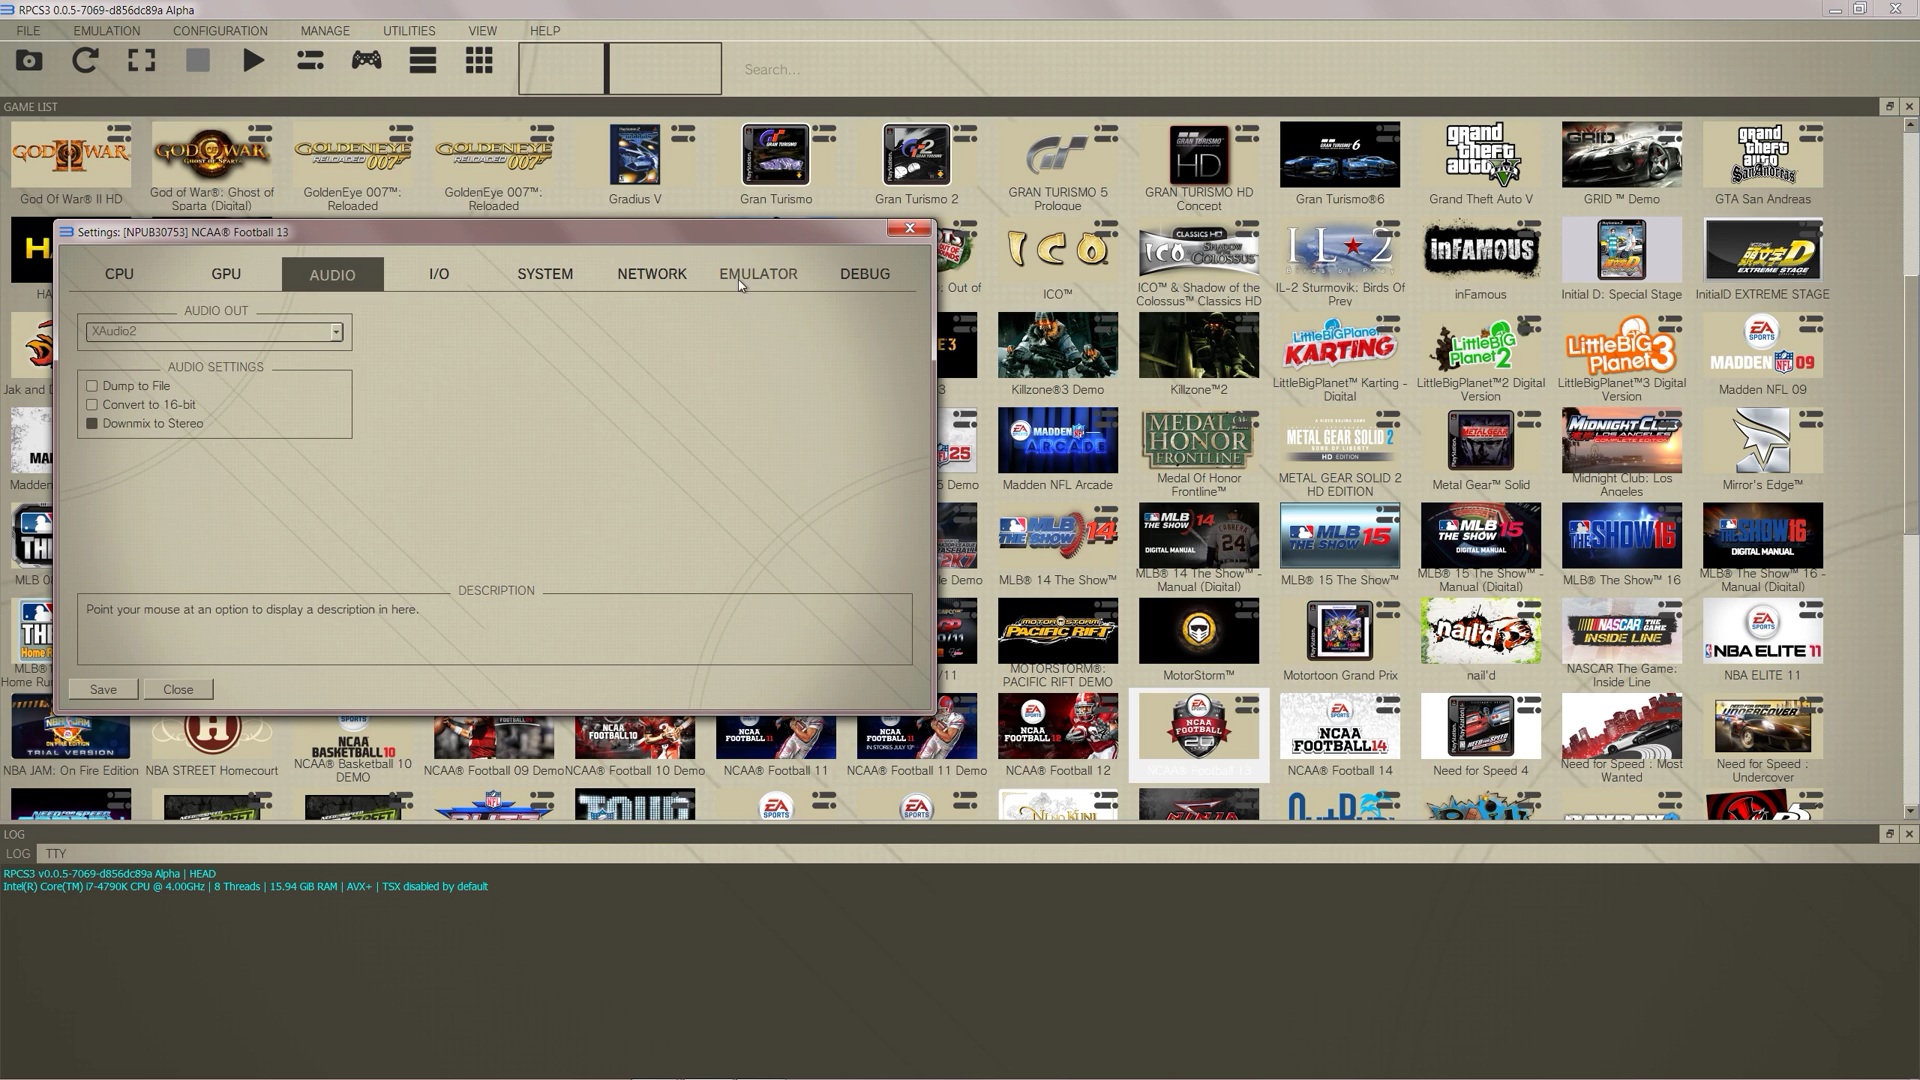 RPCS3 0.0.5-7069-d856dc89a Alpha
FILE EMULATION CONFIGURATION MANAGE UTILITIES VIEW HELP
Search...
GAME LIST
God Of War® II HD
God of War®: Ghost of Sparta (Digital)
GoldenEye 007™: Reloaded
GoldenEye 007™: Reloaded
Gradius V
Gran Turismo
Gran Turismo 2
GRAN TURISMO 5 Prologue
GRAN TURISMO HD Concept
Gran Turismo®6
Grand Theft Auto V
GRID ™ Demo
GTA San Andreas
Settings: [NPUB30753] NCAA® Football 13
CPU GPU AUDIO I/O SYSTEM NETWORK EMULATOR DEBUG
AUDIO OUT
XAudio2
AUDIO SETTINGS
Dump to File
Convert to 16-bit
Downmix to Stereo
DESCRIPTION
Point your mouse at an option to display a description in here.
Save Close
ICO™
ICO™ & Shadow of the Colossus™ Classics HD
IL-2 Sturmovik: Birds Of Prey
inFamous
Initial D: Special Stage
InitialD EXTREME STAGE
Killzone®3 Demo
Killzone™2
LittleBigPlanet™ Karting - Digital
LittleBigPlanet™2 Digital Version
LittleBigPlanet™3 Digital Version
Madden NFL 09
Madden NFL Arcade
Medal Of Honor Frontline™
METAL GEAR SOLID 2 HD EDITION
Metal Gear™ Solid
Midnight Club: Los Angeles
Mirror's Edge™
MLB® 14 The Show™
MLB® 14 The Show™ - Manual (Digital)
MLB® 15 The Show™
MLB® 15 The Show™ - Manual (Digital)
MLB® The Show™ 16
MLB® The Show™ 16 - Manual (Digital)
MOTORSTORM®: PACIFIC RIFT DEMO
MotorStorm™
Motortoon Grand Prix
nail'd
NASCAR The Game: Inside Line
NBA ELITE 11
NBA JAM: On Fire Edition
NBA STREET Homecourt
NCAA® Basketball 10 DEMO
NCAA® Football 09 Demo
NCAA® Football 10 Demo
NCAA® Football 11
NCAA® Football 11 Demo
NCAA® Football 12
NCAA® Football 13
NCAA® Football 14
Need for Speed 4
Need for Speed : Most Wanted
Need for Speed : Undercover
LOG
LOG TTY
RPCS3 v0.0.5-7069-d856dc89a Alpha | HEAD
Intel(R) Core(TM) i7-4790K CPU @ 4.00GHz | 8 Threads | 15.94 GiB RAM | AVX+ | TSX disabled by default